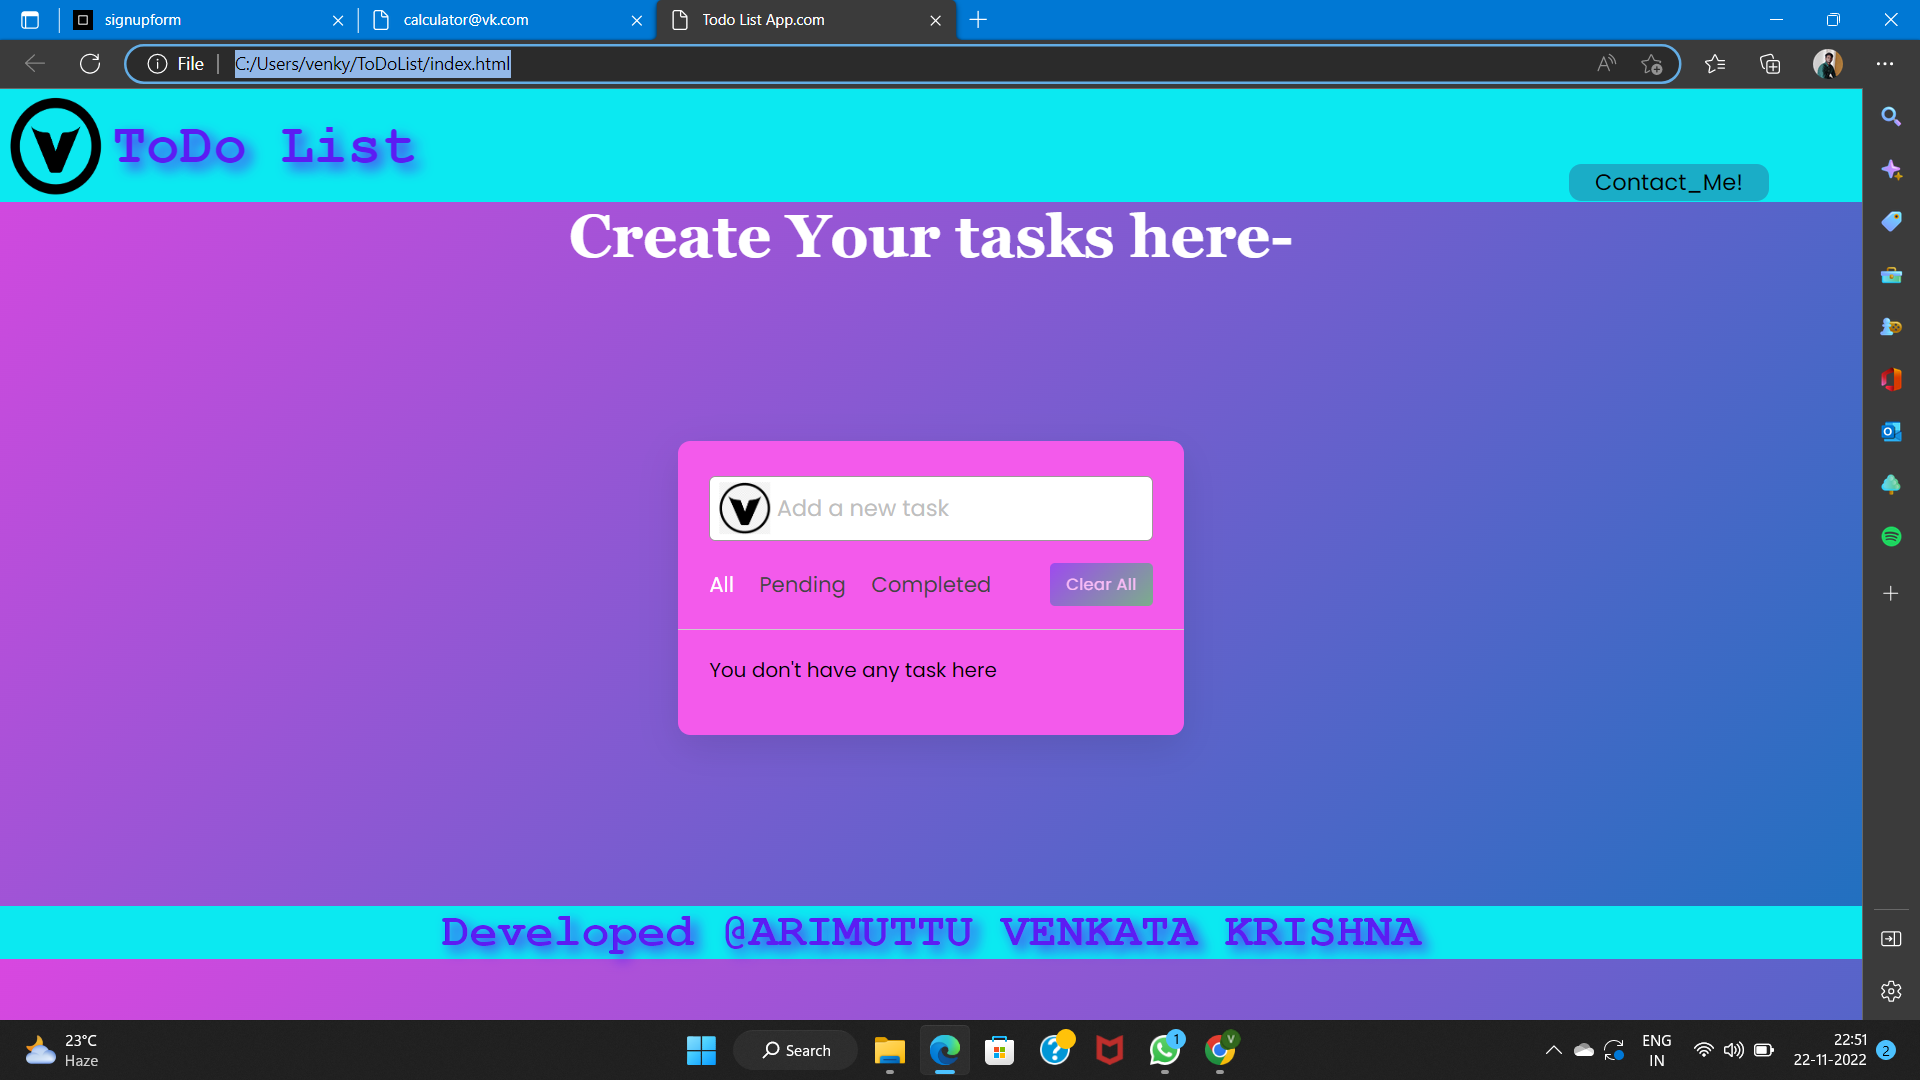 signupform
calculator@vk.com
Todo List App.com
File
C:/Users/venky/ToDoList/index.html
V ToDo List
Contact_Me!
Create Your tasks here-
V Add a new task
All Pending Completed Clear All
You don't have any task here
Developed @ARIMUTTU VENKATA KRISHNA
23°C
Haze
Search
1
V
ENG
IN
22:51
22-11-2022
2